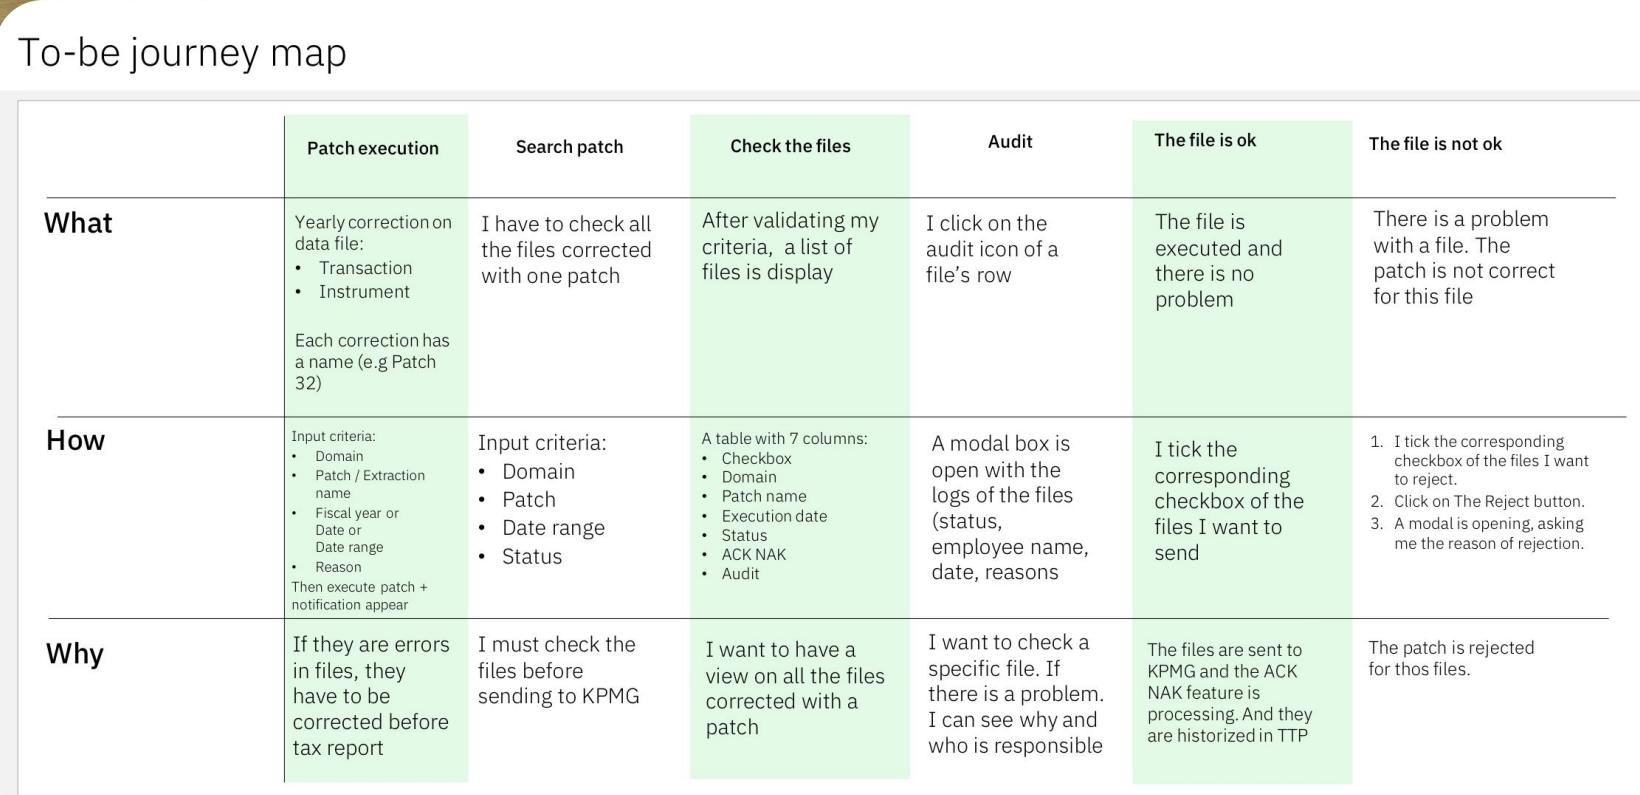 To-be journey map
Patch execution
Search patch
Check the files
Audit
The file is ok
The file is not ok
What
Yearly correction on
data file:
• Transaction
• Instrument
Each correction has
a name (e.g Patch
32)
I have to check all
the files corrected
with one patch
After validating my
criteria, a list of
files is display
I click on the
audit icon of a
file's row
The file is
executed and
there is no
problem
There is a problem
with a file. The
patch is not correct
for this file
How
Input criteria:
• Domain
• Patch / Extraction
name
• Fiscal year or
Date or
Date range
• Reason
Then execute patch +
notification appear
Input criteria:
• Domain
• Patch
• Date range
• Status
A table with 7 columns:
• Checkbox
• Domain
• Patch name
• Execution date
• Status
• ACK NAK
• Audit
A modal box is
open with the
logs of the files
(status,
employee name,
date, reasons
I tick the
corresponding
checkbox of the
files I want to
send
1. I tick the corresponding
checkbox of the files I want
to reject.
2. Click on The Reject button.
3. A modal is opening, asking
me the reason of rejection.
Why
If they are errors
in files, they
have to be
corrected before
tax report
I must check the
files before
sending to KPMG
I want to have a
view on all the files
corrected with a
patch
I want to check a
specific file. If
there is a problem.
I can see why and
who is responsible
The files are sent to
KPMG and the ACK
NAK feature is
processing. And they
are historized in TTP
The patch is rejected
for thos files.